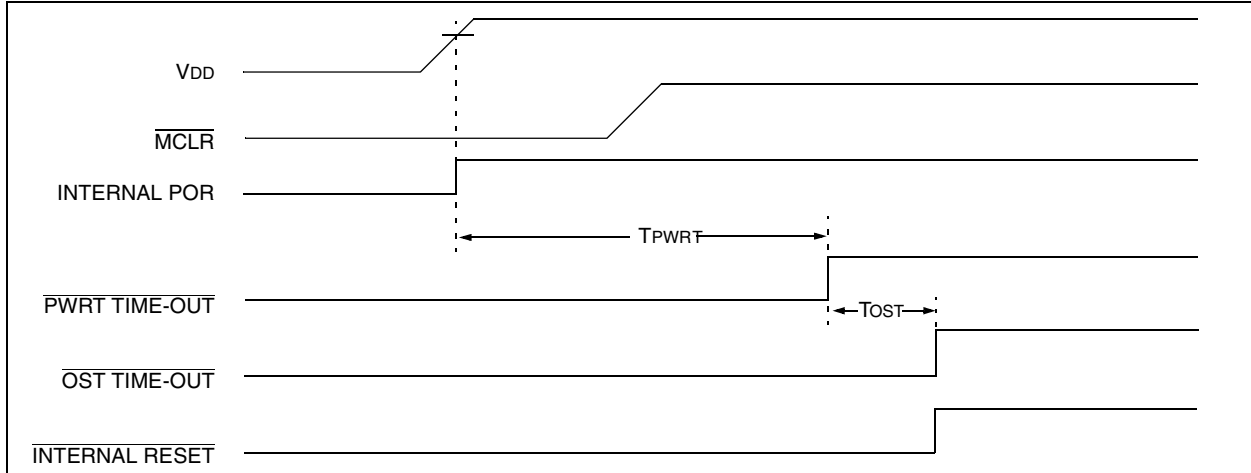 VDD
MCLR
INTERNAL POR
TPWRT
PWRT TIME-OUT
TOST
OST TIME-OUT
INTERNAL RESET